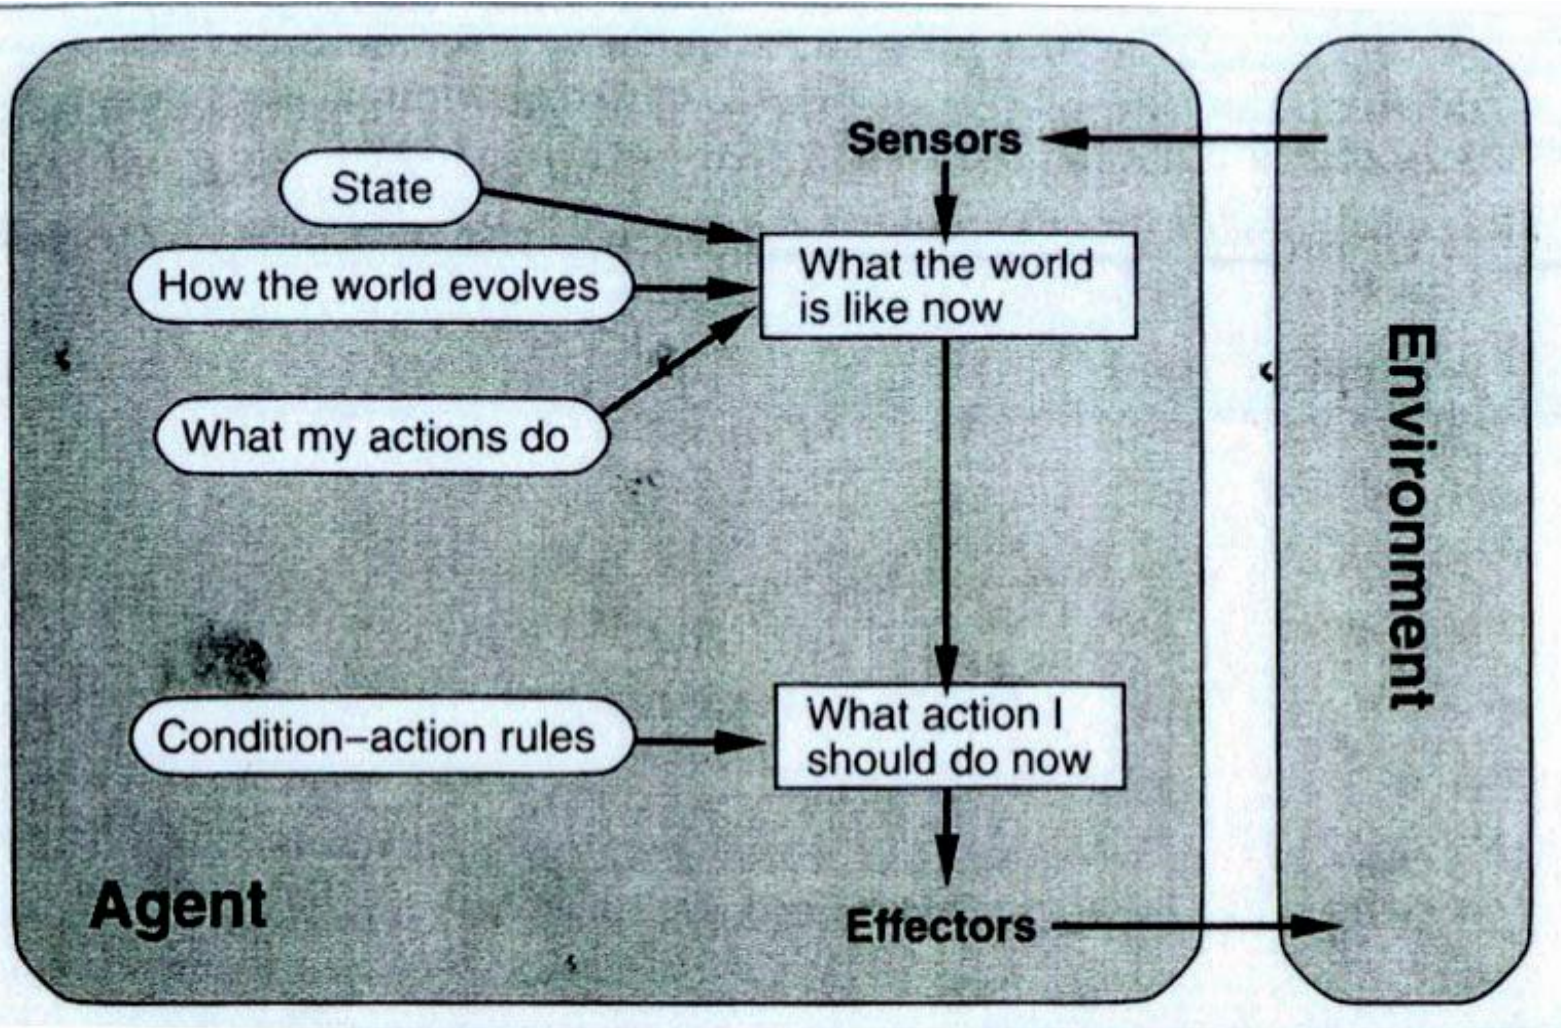 Sensors
State
What the world
is like now
How the world evolves
What my actions do
Environment
Condition–action rules
What action I
should do now
Agent
Effectors